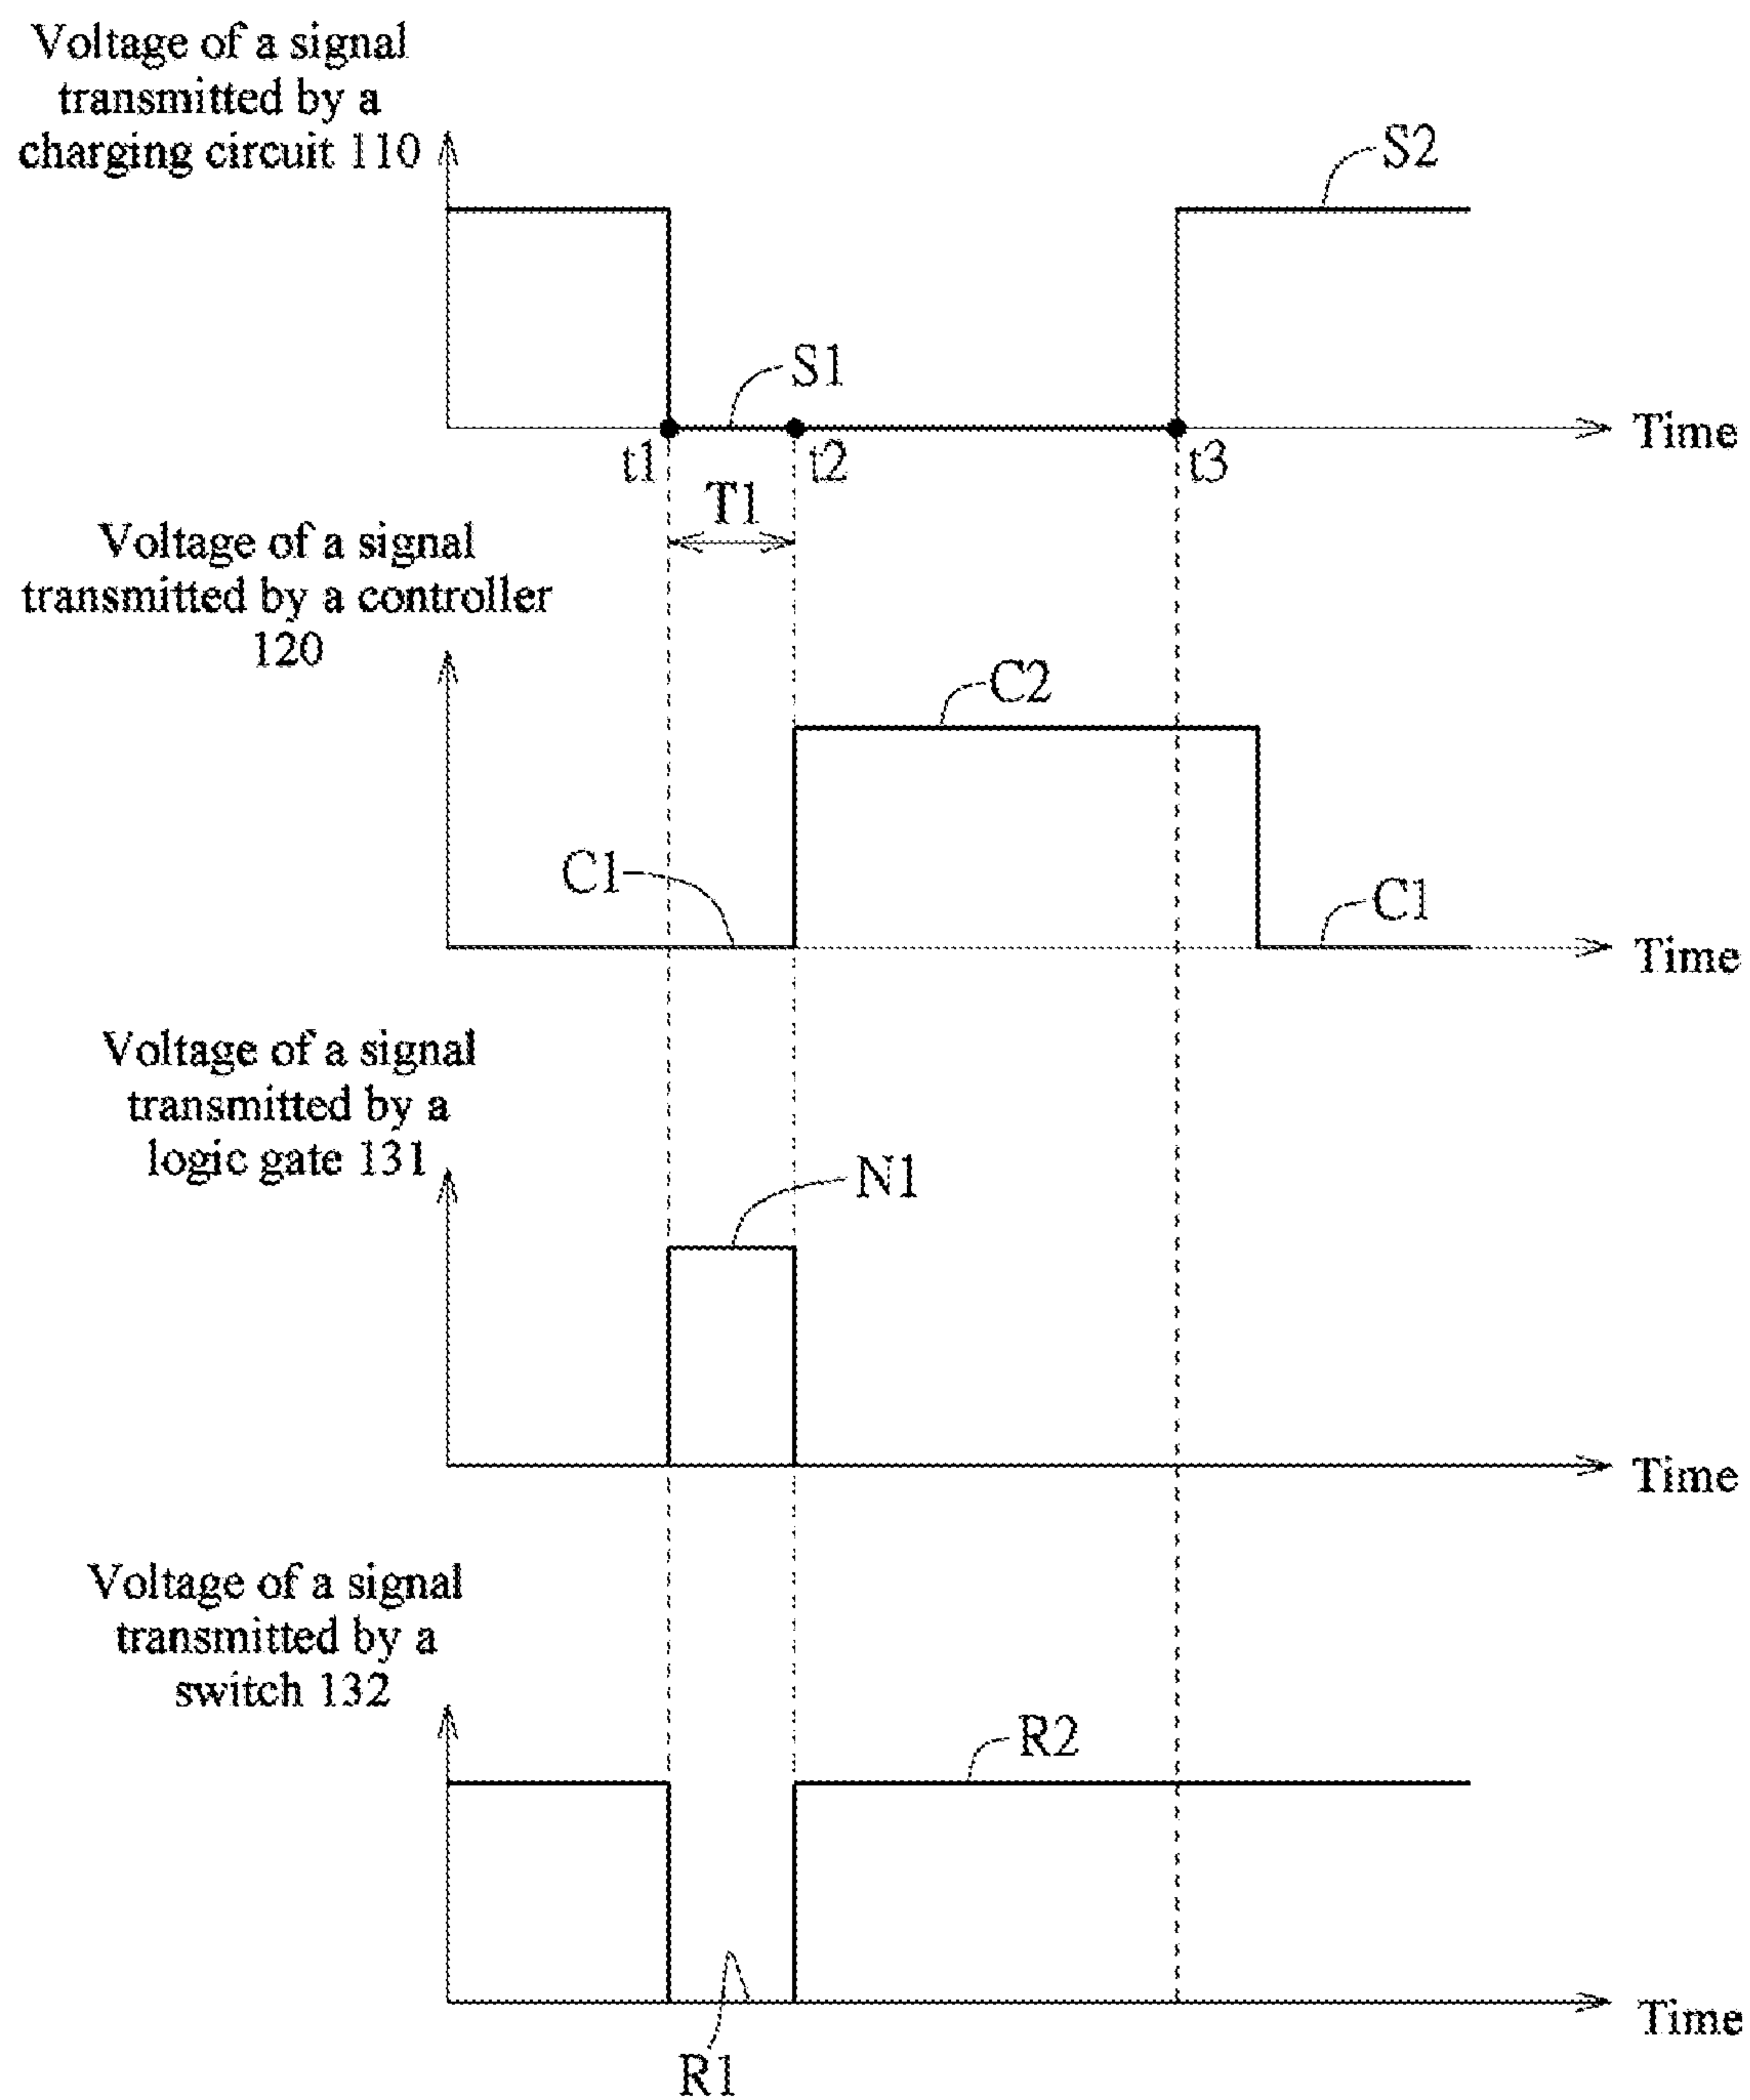 Voltage of a signal
transmitted by a
charging circuit 110
S2
S1
Time
t1
t2
t3
T1
Voltage of a signal
transmitted by a controller
120
C2
C1
C1
Time
Voltage of a signal
transmitted by a
logic gate 131
N1
Time
Voltage of a signal
transmitted by a
switch 132
R2
Time
R1